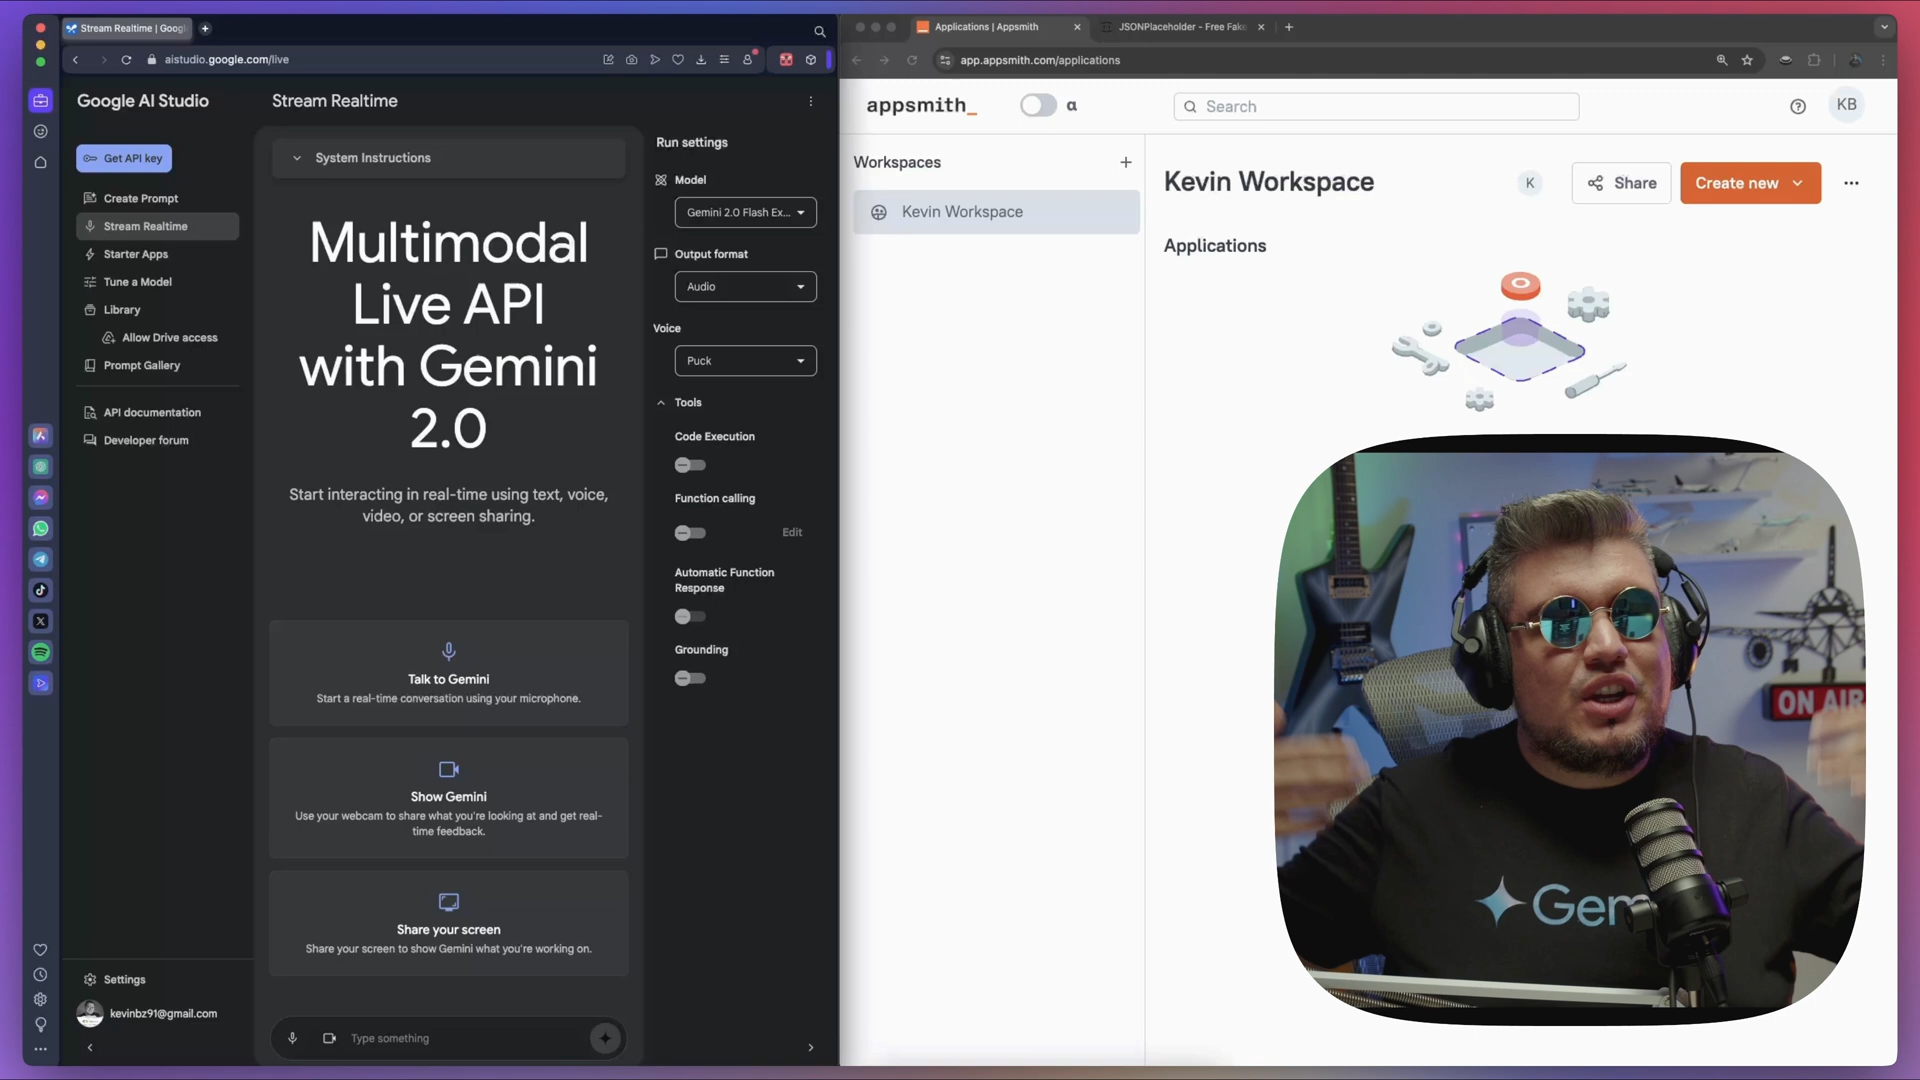 Stream Realtime | Goog
aistudio.google.com/live
Google AI Studio
Stream Realtime
Get API key
Create Prompt
Stream Realtime
Starter Apps
Tune a Model
Library
Allow Drive access
Prompt Gallery
API documentation
Developer forum
Settings
kevinbz91@gmail.com
System Instructions
Multimodal
Live API
with Gemini
2.0
Start interacting in real-time using text, voice,
video, or screen sharing.
Talk to Gemini
Start a real-time conversation using your microphone.
Show Gemini
Use your webcam to share what you're looking at and get real-
time feedback.
Share your screen
Share your screen to show Gemini what you're working on.
Type something
Run settings
Model
Gemini 2.0 Flash Ex...
Output format
Audio
Voice
Puck
Tools
Code Execution
Function calling
Edit
Automatic Function
Response
Grounding
Applications | Appsmith
JSONPlaceholder - Free Fake
app.appsmith.com/applications
appsmith_
α
Search
KB
Workspaces
Kevin Workspace
Kevin Workspace
K
Share
Create new
Applications
ON AIR
Gem